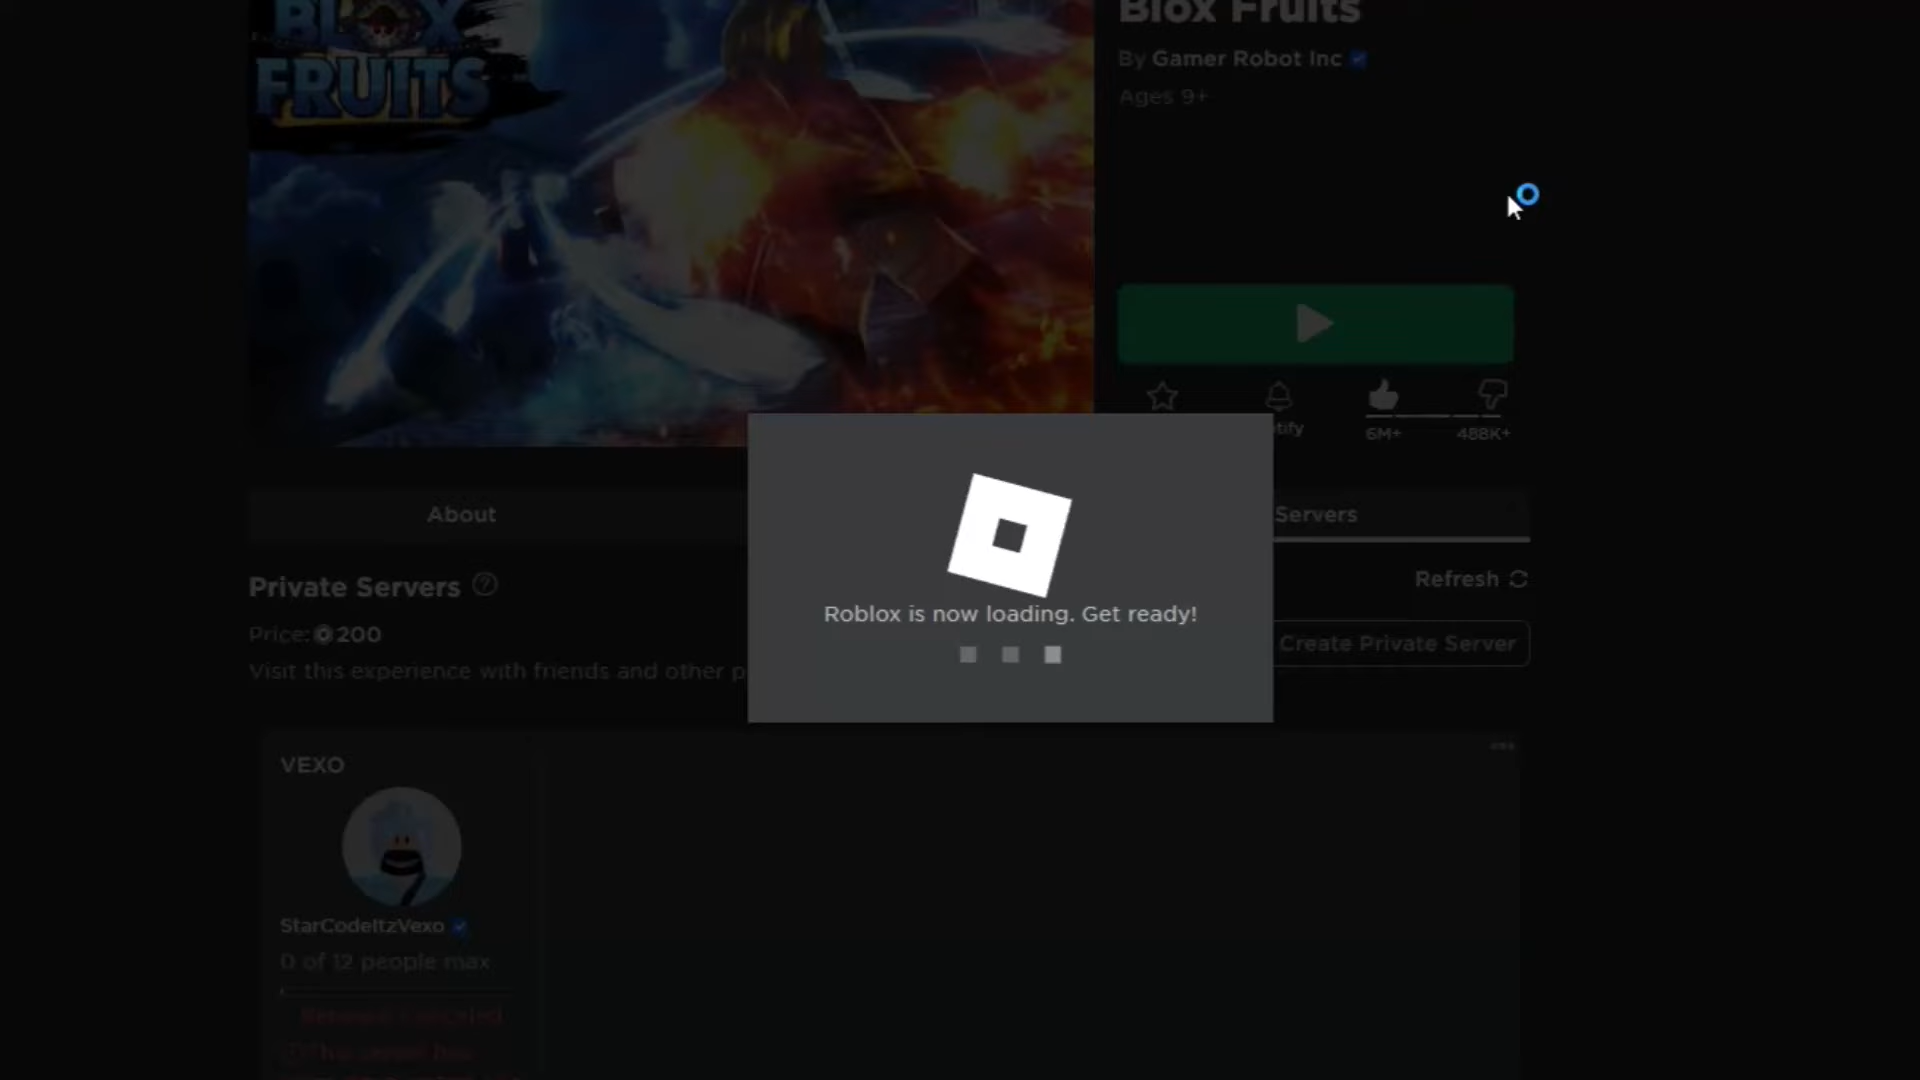 BLOX
FRUITS
Blox Fruits
By Gamer Robot Inc
Ages 9+
6M+
488K+
About
Servers
Roblox is now loading. Get ready!
Private Servers
Refresh
Price: 200
Create Private Server
Visit this experience with friends and other
VEXO
StarCodeItzVexo
0 of 12 people max